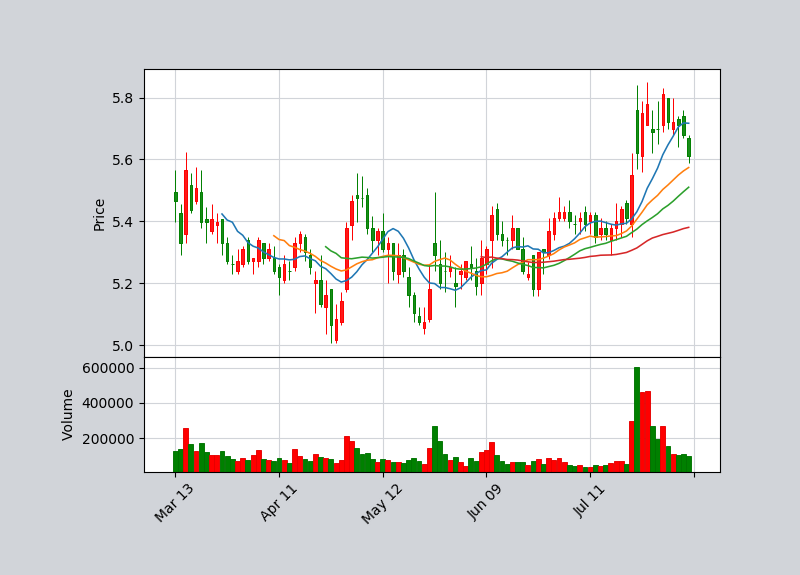 Price
5.8
5.6
5.4
5.2
5.0
Volume
600000
400000
200000
Mar 13
Apr 11
May 12
Jun 09
Jul 11